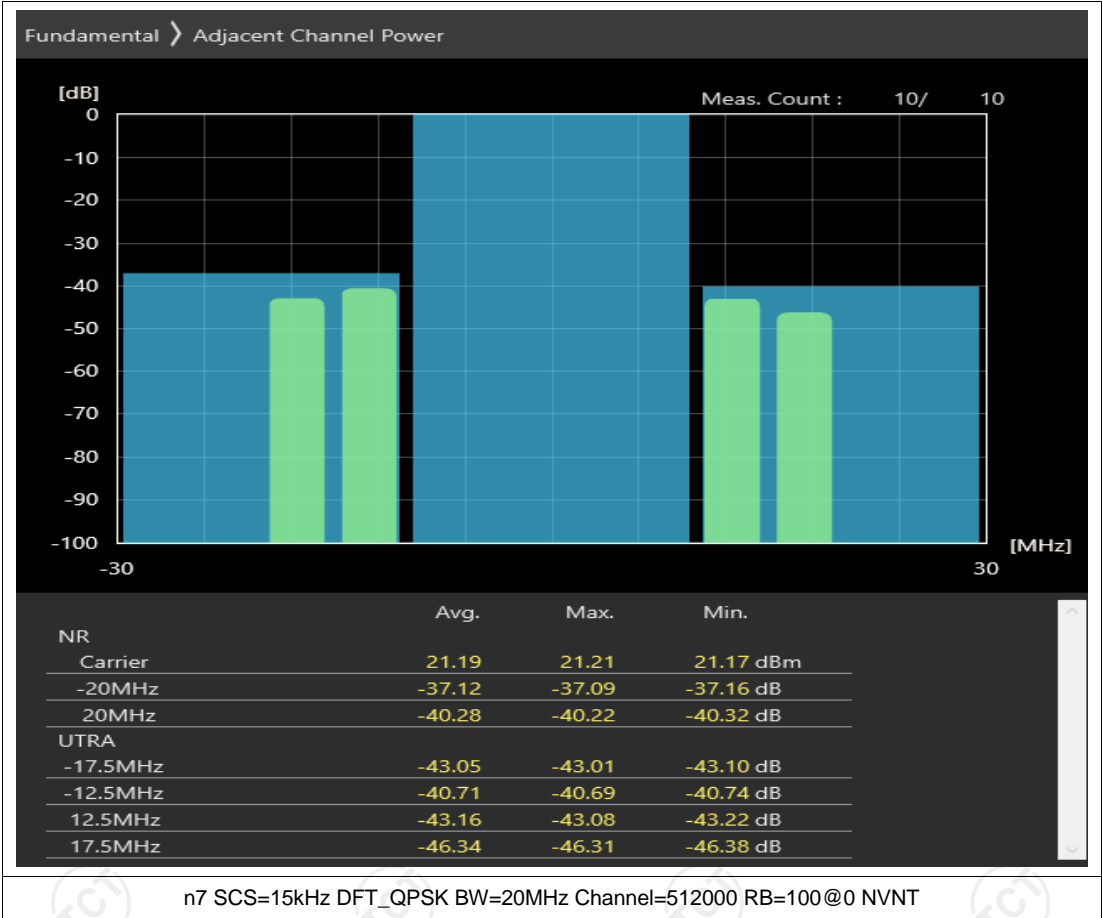 Fundamental ❯ Adjacent Channel Power
[dB]
Meas. Count : 10/ 10
0
-10
-20
-30
-40
-50
-60
-70
-80
-90
-100
[MHz]
-30 30
Avg. Max. Min.
NR
Carrier 21.19 21.21 21.17 dBm
-20MHz -37.12 -37.09 -37.16 dB
20MHz -40.28 -40.22 -40.32 dB
UTRA
-17.5MHz -43.05 -43.01 -43.10 dB
-12.5MHz -40.71 -40.69 -40.74 dB
12.5MHz -43.16 -43.08 -43.22 dB
17.5MHz -46.34 -46.31 -46.38 dB
n7 SCS=15kHz DFT_QPSK BW=20MHz Channel=512000 RB=100@0 NVNT
TCT TCT TCT TCT